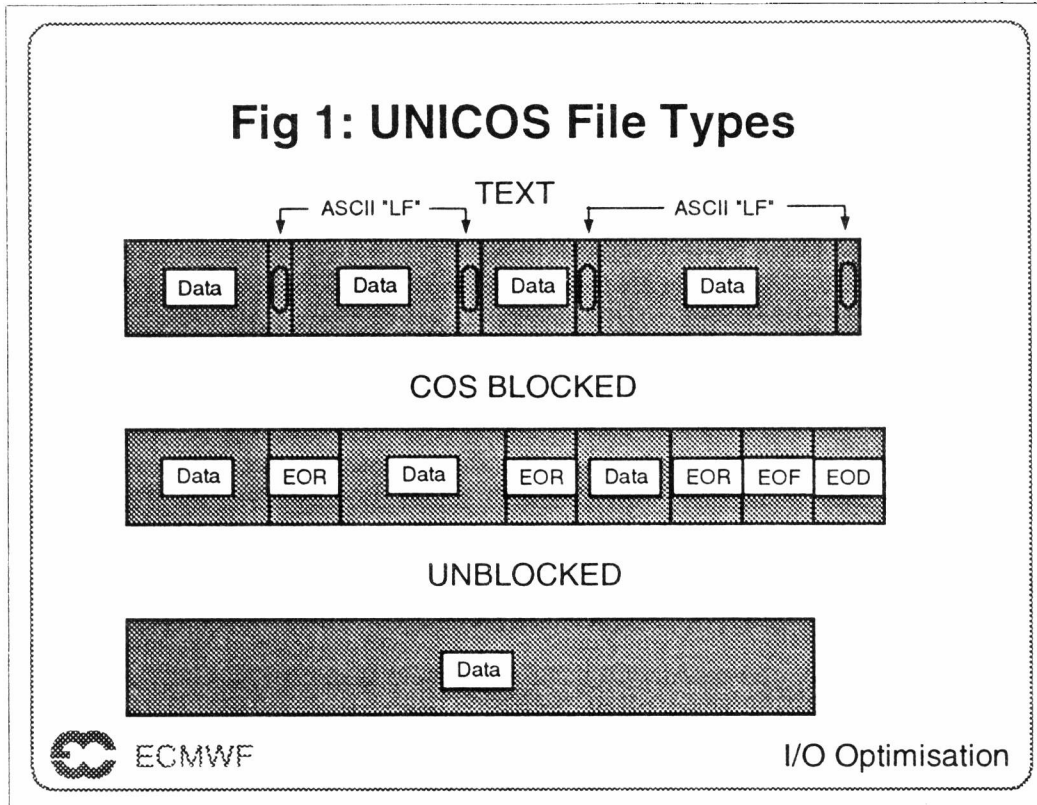 Fig 1: UNICOS File Types
TEXT
ASCII "LF" ASCII "LF"
Data Data Data Data
COS BLOCKED
Data EOR Data EOR Data EOR EOF EOD
UNBLOCKED
Data
ECMWF I/O Optimisation